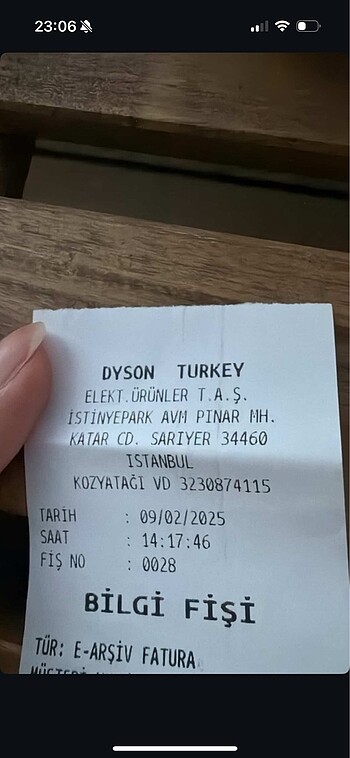 23:06
DYSON TURKEY
ELEKT.ÜRÜNLER T.A.Ş.
İSTİNYEPARK AVM PINAR MH.
KATAR CD. SARIYER 34460
ISTANBUL
KOZYATAĞI VD 3230874115
TARİH : 09/02/2025
SAAT : 14:17:46
FİŞ NO : 0028
BİLGİ FİŞİ
TÜR: E-ARŞİV FATURA